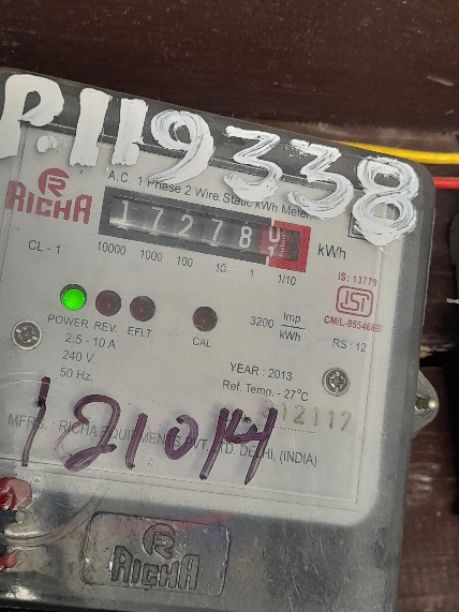 P.119338
RICHA
A.C. 1 Phase 2 Wire Static kWh Meter
17278
kWh
CL - 1
10000 1000 100 10 1 1/10
IS: 13779
ISI
RS : 12
POWER REV. EFLT CAL
3200 Imp/kWh
2.5 - 10 A
240 V.
50 Hz.
YEAR : 2013
Ref. Temp. - 27°C
12117
121014
MFRS. : RICHA EQUIPMENTS PVT. LTD. DELHI, (INDIA)
RICHA